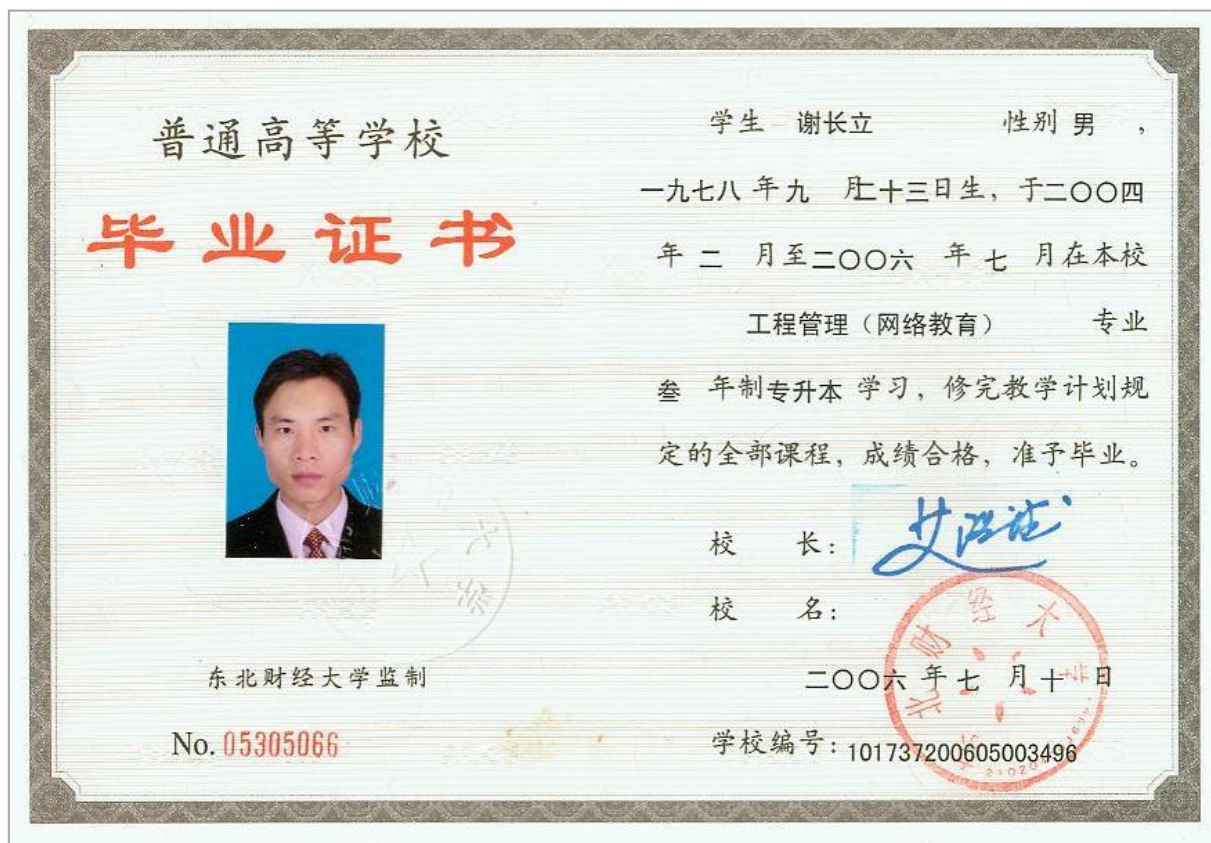 普通高等学校
毕业证书
东北财经大学监制
No. 05305066
学生 谢长立 性别 男 ，
一九七八 年 九 月二十三日生，于二〇〇四
年 二 月至二〇〇六 年 七 月在本校
工程管理（网络教育） 专业
叁 年制专升本 学习，修完教学计划规
定的全部课程，成绩合格，准予毕业。
校 长：
校 名：
二〇〇六 年 七 月 十 日
学校编号：101737200605003496